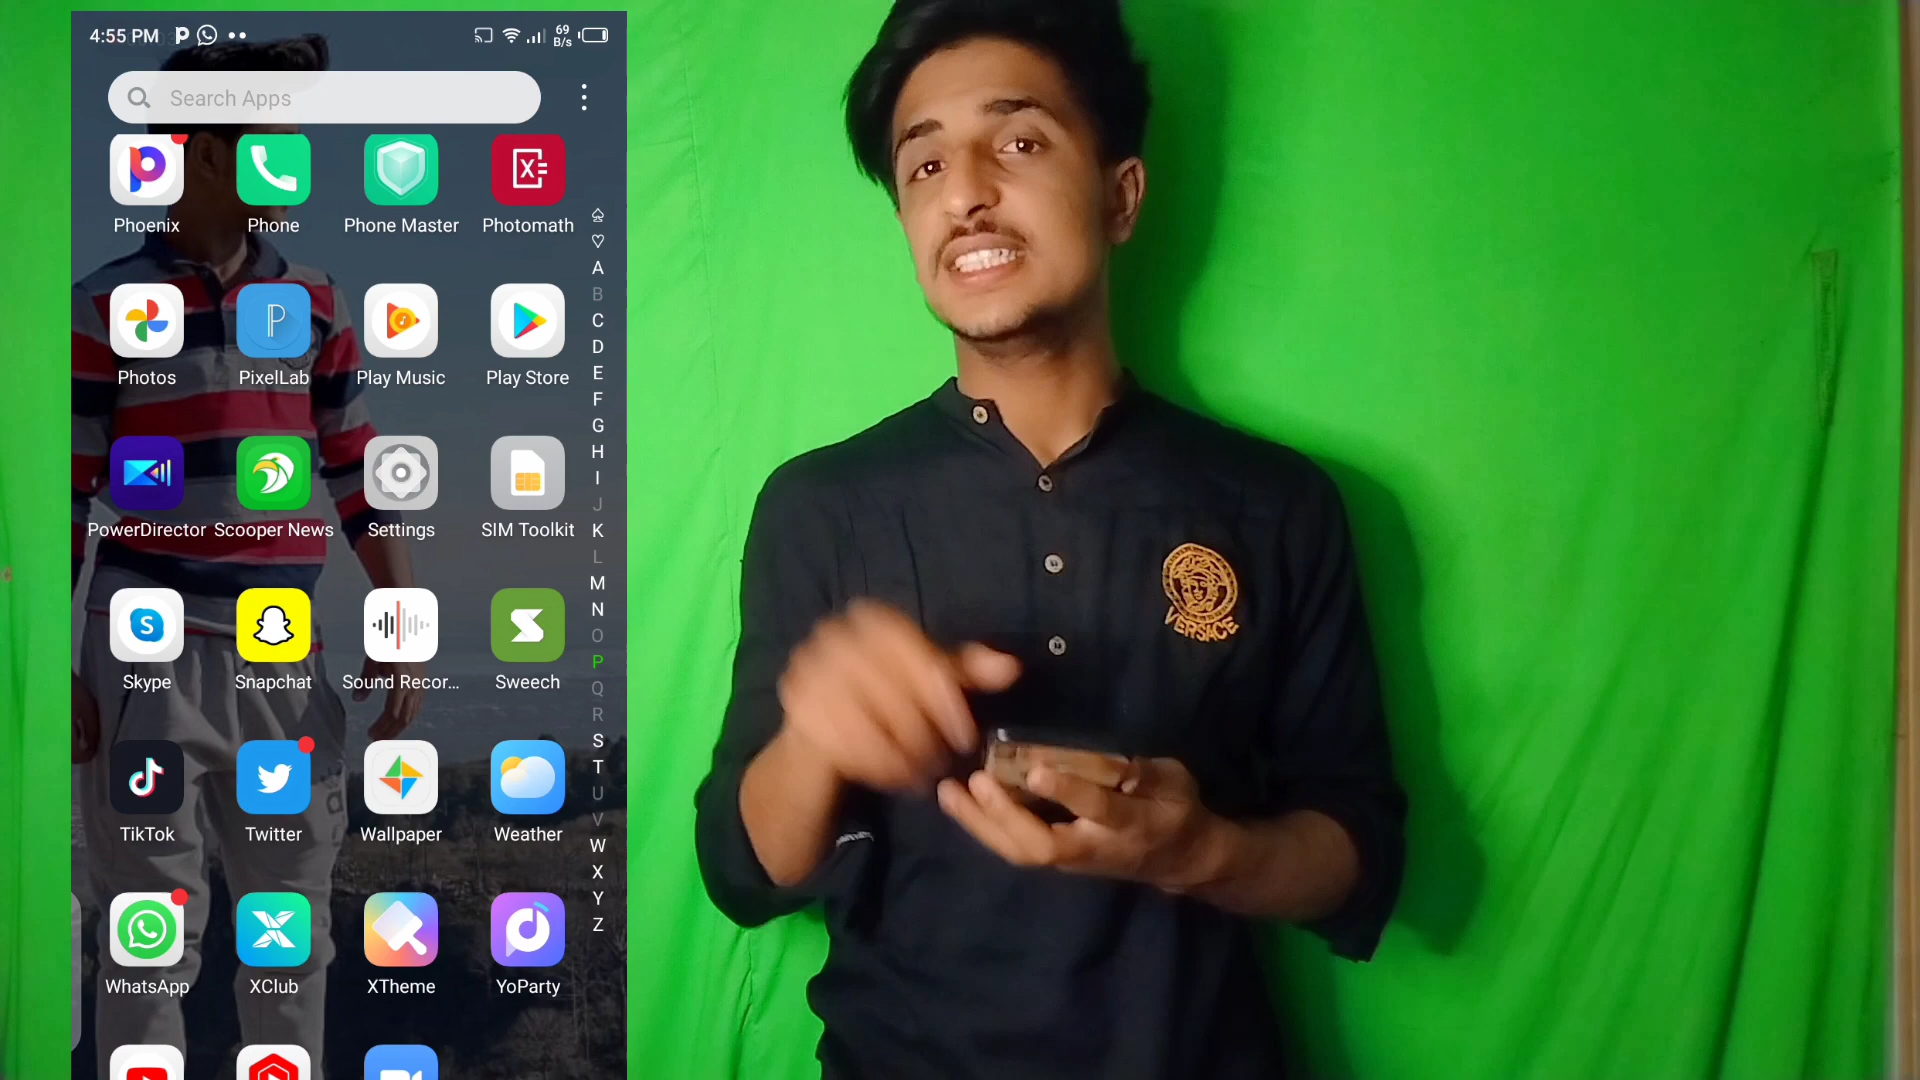 4:55 PM
69
B/s
Search Apps
Phoenix Phone Phone Master Photomath
Photos PixelLab Play Music Play Store
PowerDirector Scooper News Settings SIM Toolkit
Skype Snapchat Sound Recor... Sweech
TikTok Twitter Wallpaper Weather
WhatsApp XClub XTheme YoParty
A
B
C
D
E
F
G
H
I
J
K
L
M
N
O
P
Q
R
S
T
U
V
W
X
Y
Z
VERSACE